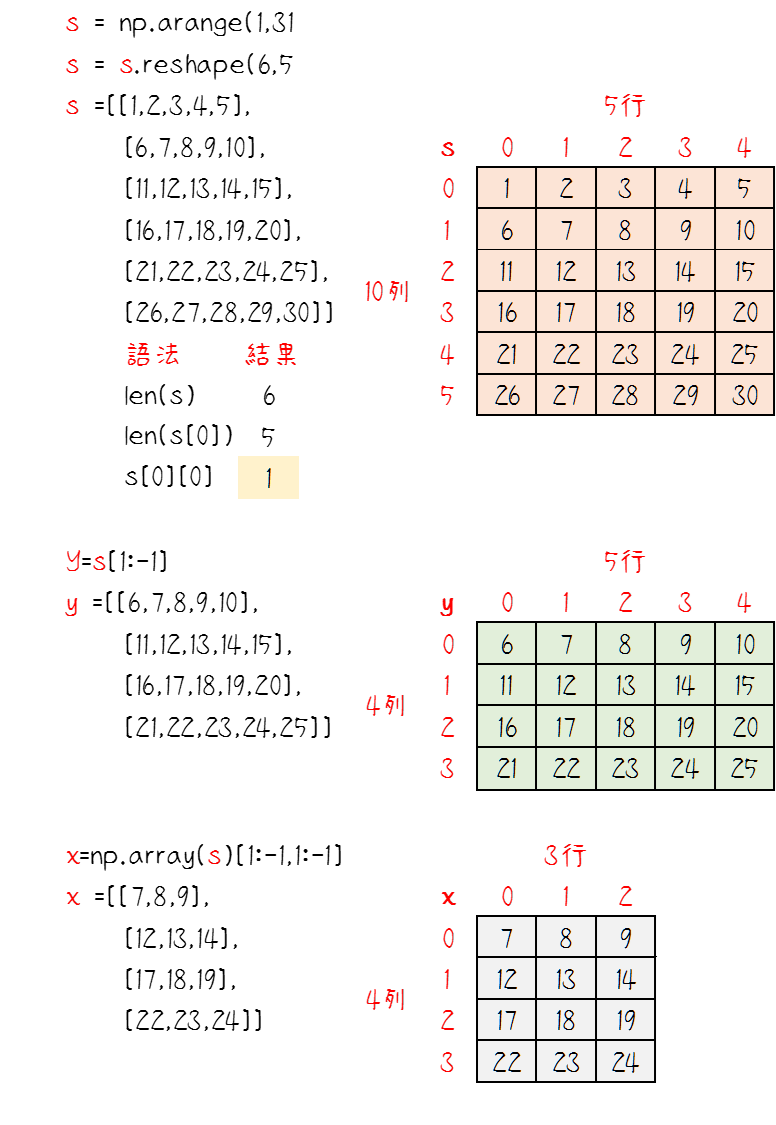 s = np.arange(1,31
s = s.reshape(6,5
s =[[1,2,3,4,5], 5行
[6,7,8,9,10], s 0 1 2 3 4
[11,12,13,14,15], 0 1 2 3 4 5
[16,17,18,19,20], 1 6 7 8 9 10
[21,22,23,24,25], 2 11 12 13 14 15
10列
[26,27,28,29,30]] 3 16 17 18 19 20
語法 結果 4 21 22 23 24 25
len(s) 6 5 26 27 28 29 30
len(s[0]) 5
s[0][0] 1
Y=s[1:-1] 5行
y =[[6,7,8,9,10], y 0 1 2 3 4
[11,12,13,14,15], 0 6 7 8 9 10
[16,17,18,19,20], 1 11 12 13 14 15
4列
[21,22,23,24,25]] 2 16 17 18 19 20
3 21 22 23 24 25
x=np.array(s)[1:-1,1:-1] 3行
x =[[7,8,9], x 0 1 2
[12,13,14], 0 7 8 9
[17,18,19], 1 12 13 14
4列
[22,23,24]] 2 17 18 19
3 22 23 24